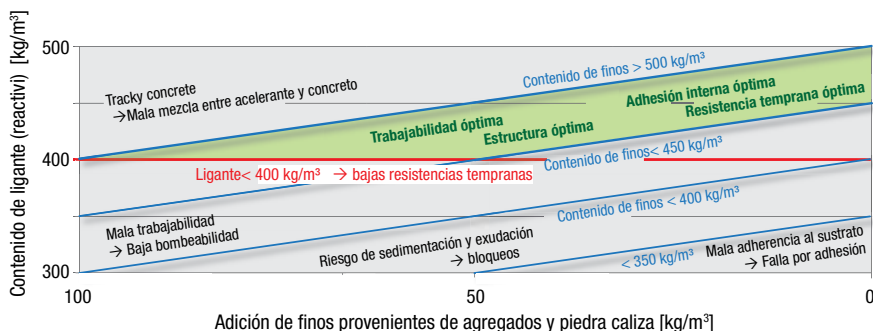 Contenido de ligante (reactivi) [kg/m³]
500
400
300
Contenido de finos > 500 kg/m³
Tracky concrete
→Mala mezcla entre acelerante y concreto
Adhesión interna óptima
Resistencia temprana óptima
Trabajabilidad óptima
Estructura óptima
Contenido de finos< 450 kg/m³
Ligante< 400 kg/m³ → bajas resistencias tempranas
Contenido de finos < 400 kg/m³
Mala trabajabilidad
→ Baja bombeabilidad
Riesgo de sedimentación y exudación
→ bloqueos
< 350 kg/m³
Mala adherencia al sustrato
→ Falla por adhesión
100
50
0
Adición de finos provenientes de agregados y piedra caliza [kg/m³]